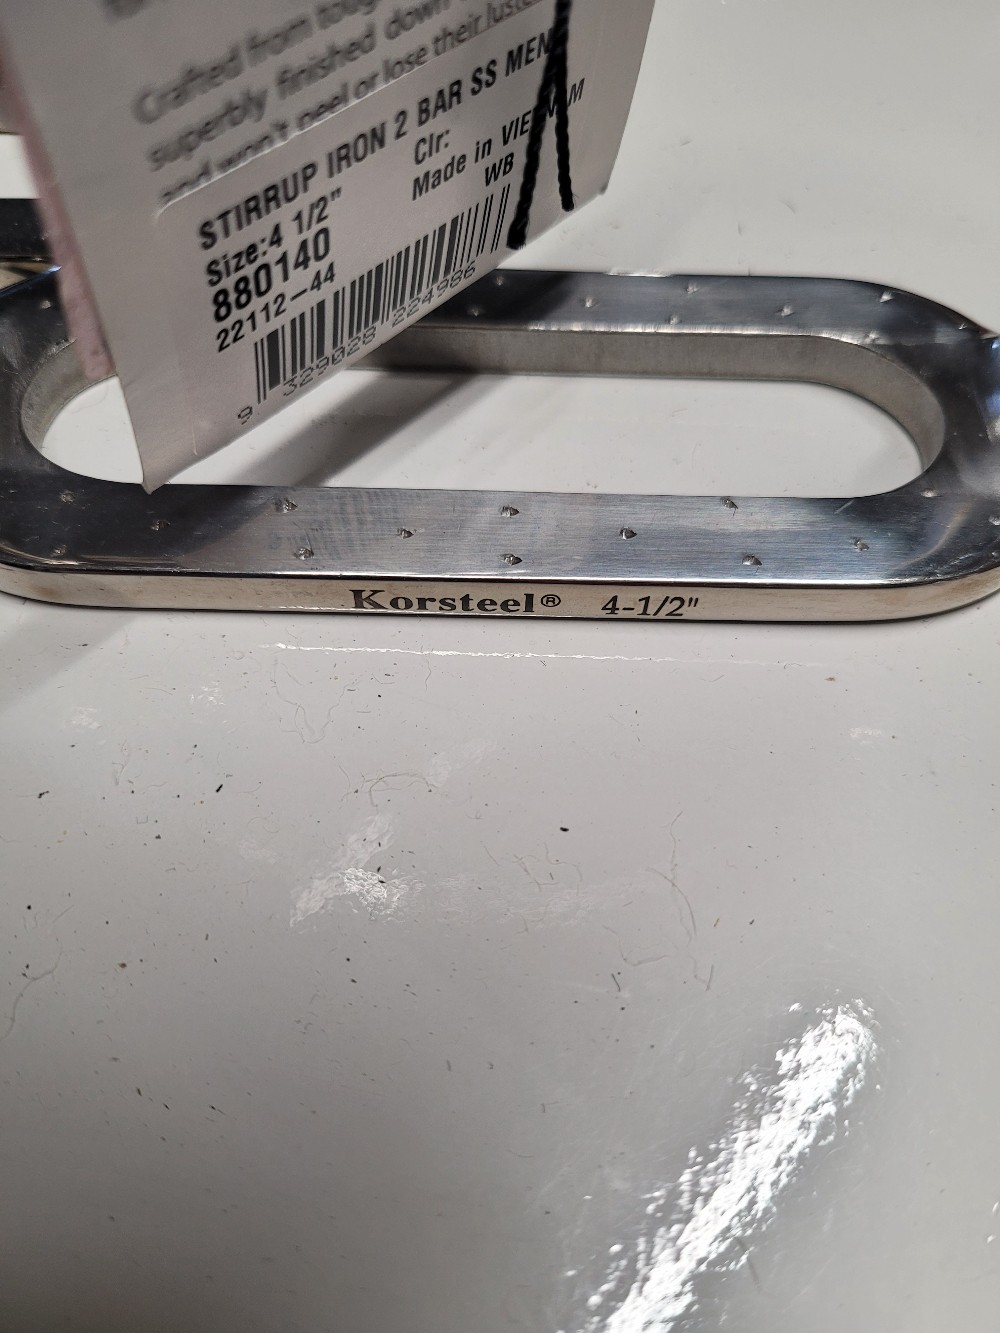 Crafted from tough
superbly finished down
and won't peel or lose their luster
STIRRUP IRON 2 BAR SS MEN
Size:4 1/2"
Clr:
880140
Made in VIETNAM
22112-44
WB
9 329028 224986
Korsteel® 4-1/2"